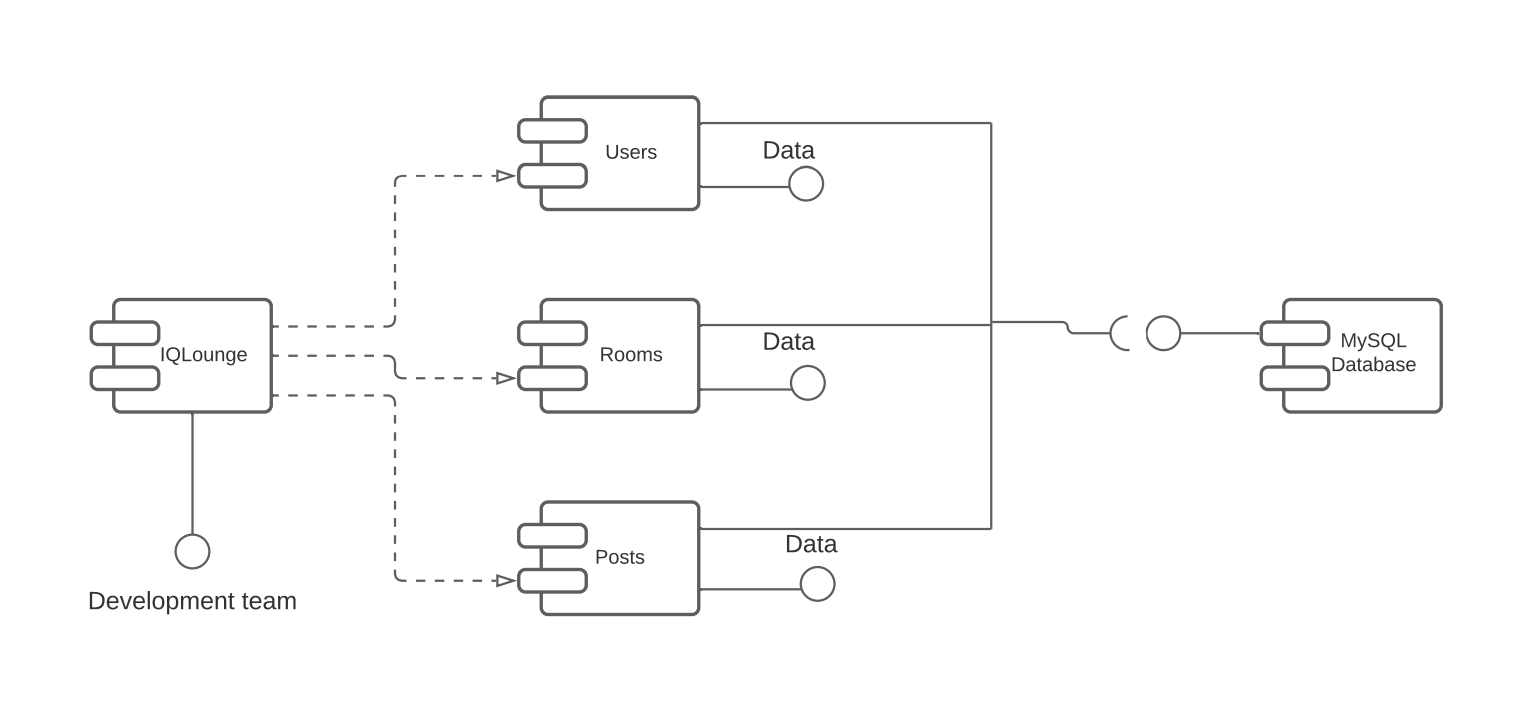 Users
Data
IQLounge
Rooms
Data
MySQL
Database
Posts
Data
Development team